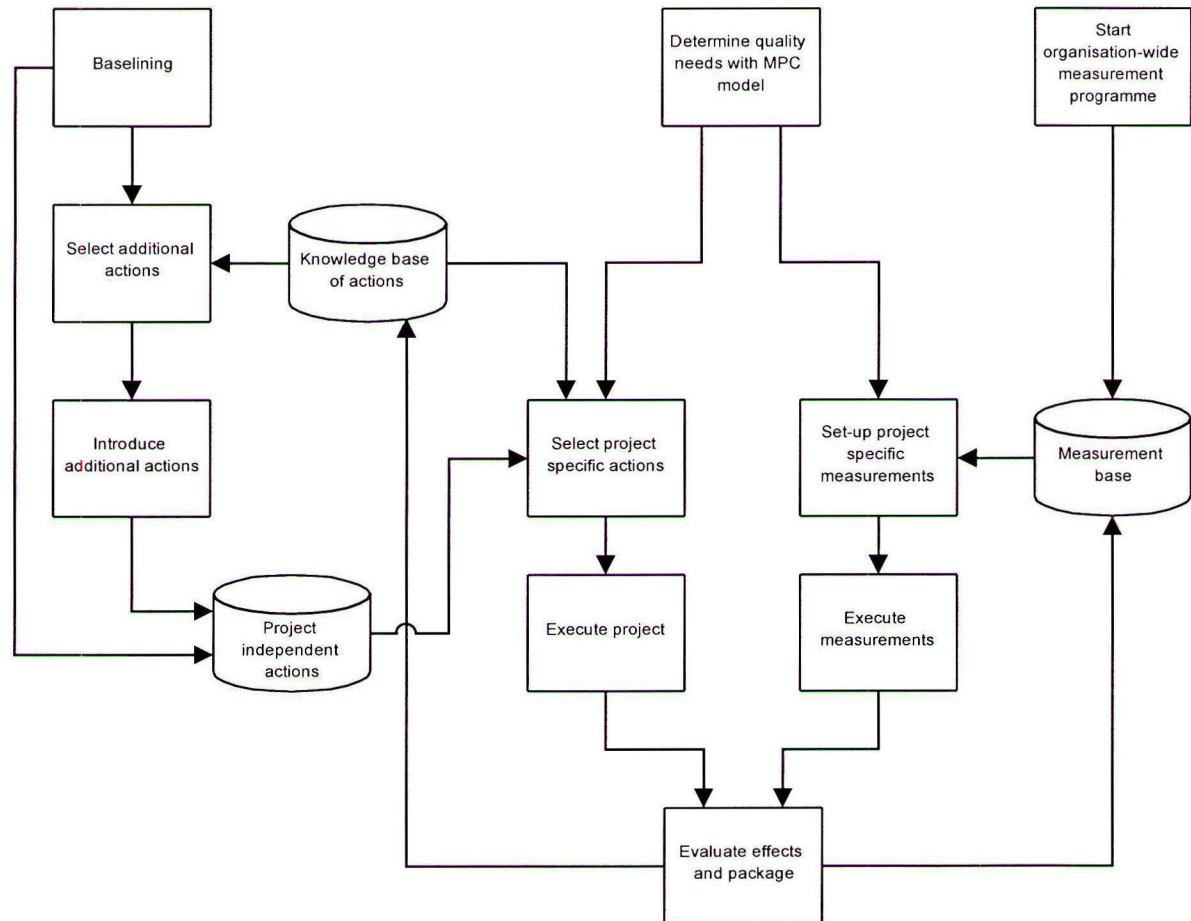 Baselining
Determine quality
needs with MPC
model
Start
organisation-wide
measurement
programme
Select additional
actions
Knowledge base
of actions
Introduce
additional actions
Select project
specific actions
Set-up project
specific
measurements
Measurement
base
Project
independent
actions
Execute project
Execute
measurements
Evaluate effects
and package